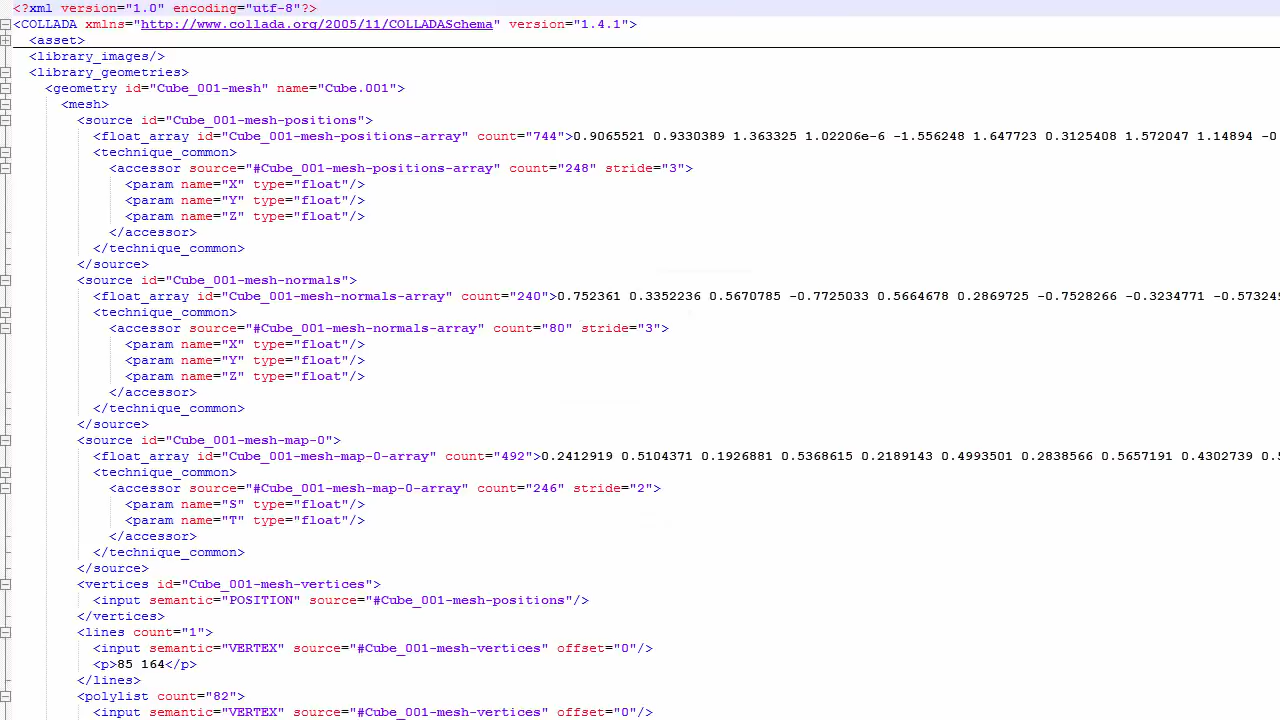 <?xml version="1.0" encoding="utf-8"?>
<COLLADA xmlns="http://www.collada.org/2005/11/COLLADASchema" version="1.4.1">
<asset>
<library_images/>
<library_geometries>
<geometry id="Cube_001-mesh" name="Cube.001">
<mesh>
<source id="Cube_001-mesh-positions">
<float_array id="Cube_001-mesh-positions-array" count="744">0.9065521 0.9330389 1.363325 1.02206e-6 -1.556248 1.647723 0.3125408 1.572047 1.14894 -0
<technique_common>
<accessor source="#Cube_001-mesh-positions-array" count="248" stride="3">
<param name="X" type="float"/>
<param name="Y" type="float"/>
<param name="Z" type="float"/>
</accessor>
</technique_common>
</source>
<source id="Cube_001-mesh-normals">
<float_array id="Cube_001-mesh-normals-array" count="240">0.752361 0.3352236 0.5670785 -0.7725033 0.5664678 0.2869725 -0.7528266 -0.3234771 -0.573249
<technique_common>
<accessor source="#Cube_001-mesh-normals-array" count="80" stride="3">
<param name="X" type="float"/>
<param name="Y" type="float"/>
<param name="Z" type="float"/>
</accessor>
</technique_common>
</source>
<source id="Cube_001-mesh-map-0">
<float_array id="Cube_001-mesh-map-0-array" count="492">0.2412919 0.5104371 0.1926881 0.5368615 0.2189143 0.4993501 0.2838566 0.5657191 0.4302739 0.5
<technique_common>
<accessor source="#Cube_001-mesh-map-0-array" count="246" stride="2">
<param name="S" type="float"/>
<param name="T" type="float"/>
</accessor>
</technique_common>
</source>
<vertices id="Cube_001-mesh-vertices">
<input semantic="POSITION" source="#Cube_001-mesh-positions"/>
</vertices>
<lines count="1">
<input semantic="VERTEX" source="#Cube_001-mesh-vertices" offset="0"/>
<p>85 164</p>
</lines>
<polylist count="82">
<input semantic="VERTEX" source="#Cube_001-mesh-vertices" offset="0"/>